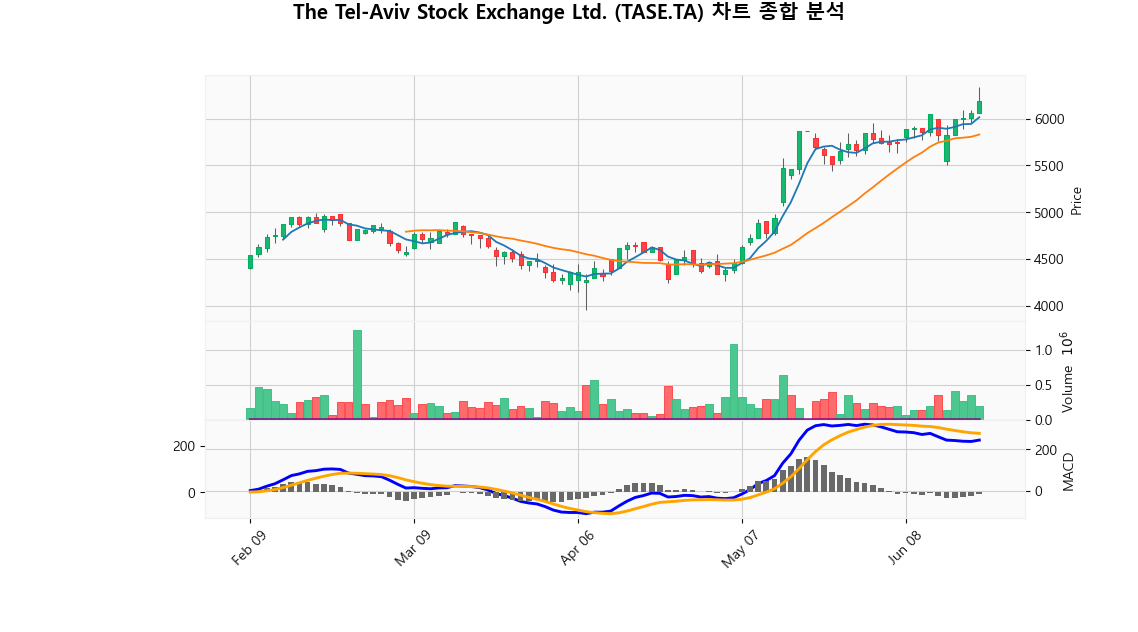 The Tel-Aviv Stock Exchange Ltd. (TASE.TA) 차트 종합 분석
6000
5500
5000
4500
4000
Price
1.0
0.5
0.0
Volume 10^6
200
0
200
0
MACD
Feb 09
Mar 09
Apr 06
May 07
Jun 08